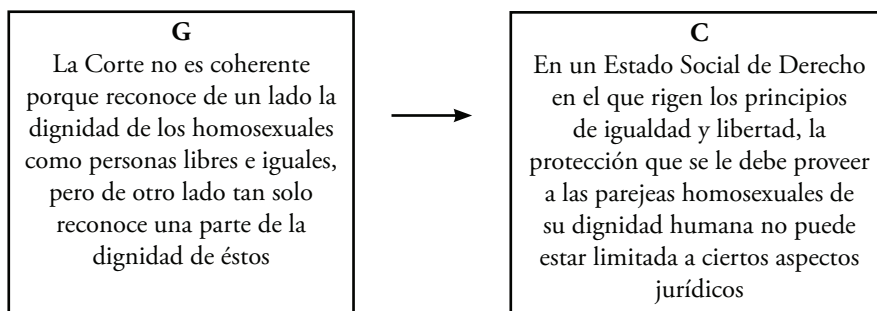 G
La Corte no es coherente
porque reconoce de un lado la
dignidad de los homosexuales
como personas libres e iguales,
pero de otro lado tan solo
reconoce una parte de la
dignidad de éstos
C
En un Estado Social de Derecho
en el que rigen los principios
de igualdad y libertad, la
protección que se le debe proveer
a las parejeas homosexuales de
su dignidad humana no puede
estar limitada a ciertos aspectos
jurídicos